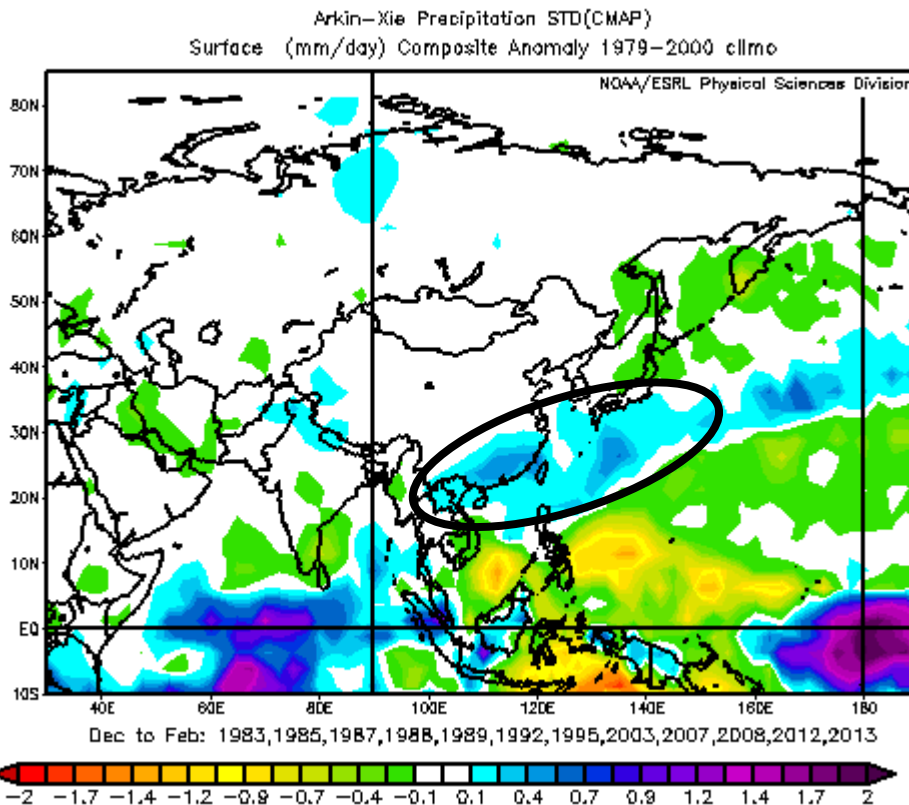 Arkin-Xie Precipitation STD(CMAP)
Surface (mm/day) Composite Anomaly 1979-2000 climo
NOAA/ESRL Physical Sciences Division
80N
70N
60N
50N
40N
30N
20N
10N
EQ
10S
40E 60E 80E 100E 120E 140E 160E 180
Dec to Feb: 1983,1985,1987,1988,1989,1992,1995,2003,2007,2008,2012,2013
-2 -1.7 -1.4 -1.2 -0.9 -0.7 -0.4 -0.1 0.1 0.4 0.7 0.9 1.2 1.4 1.7 2